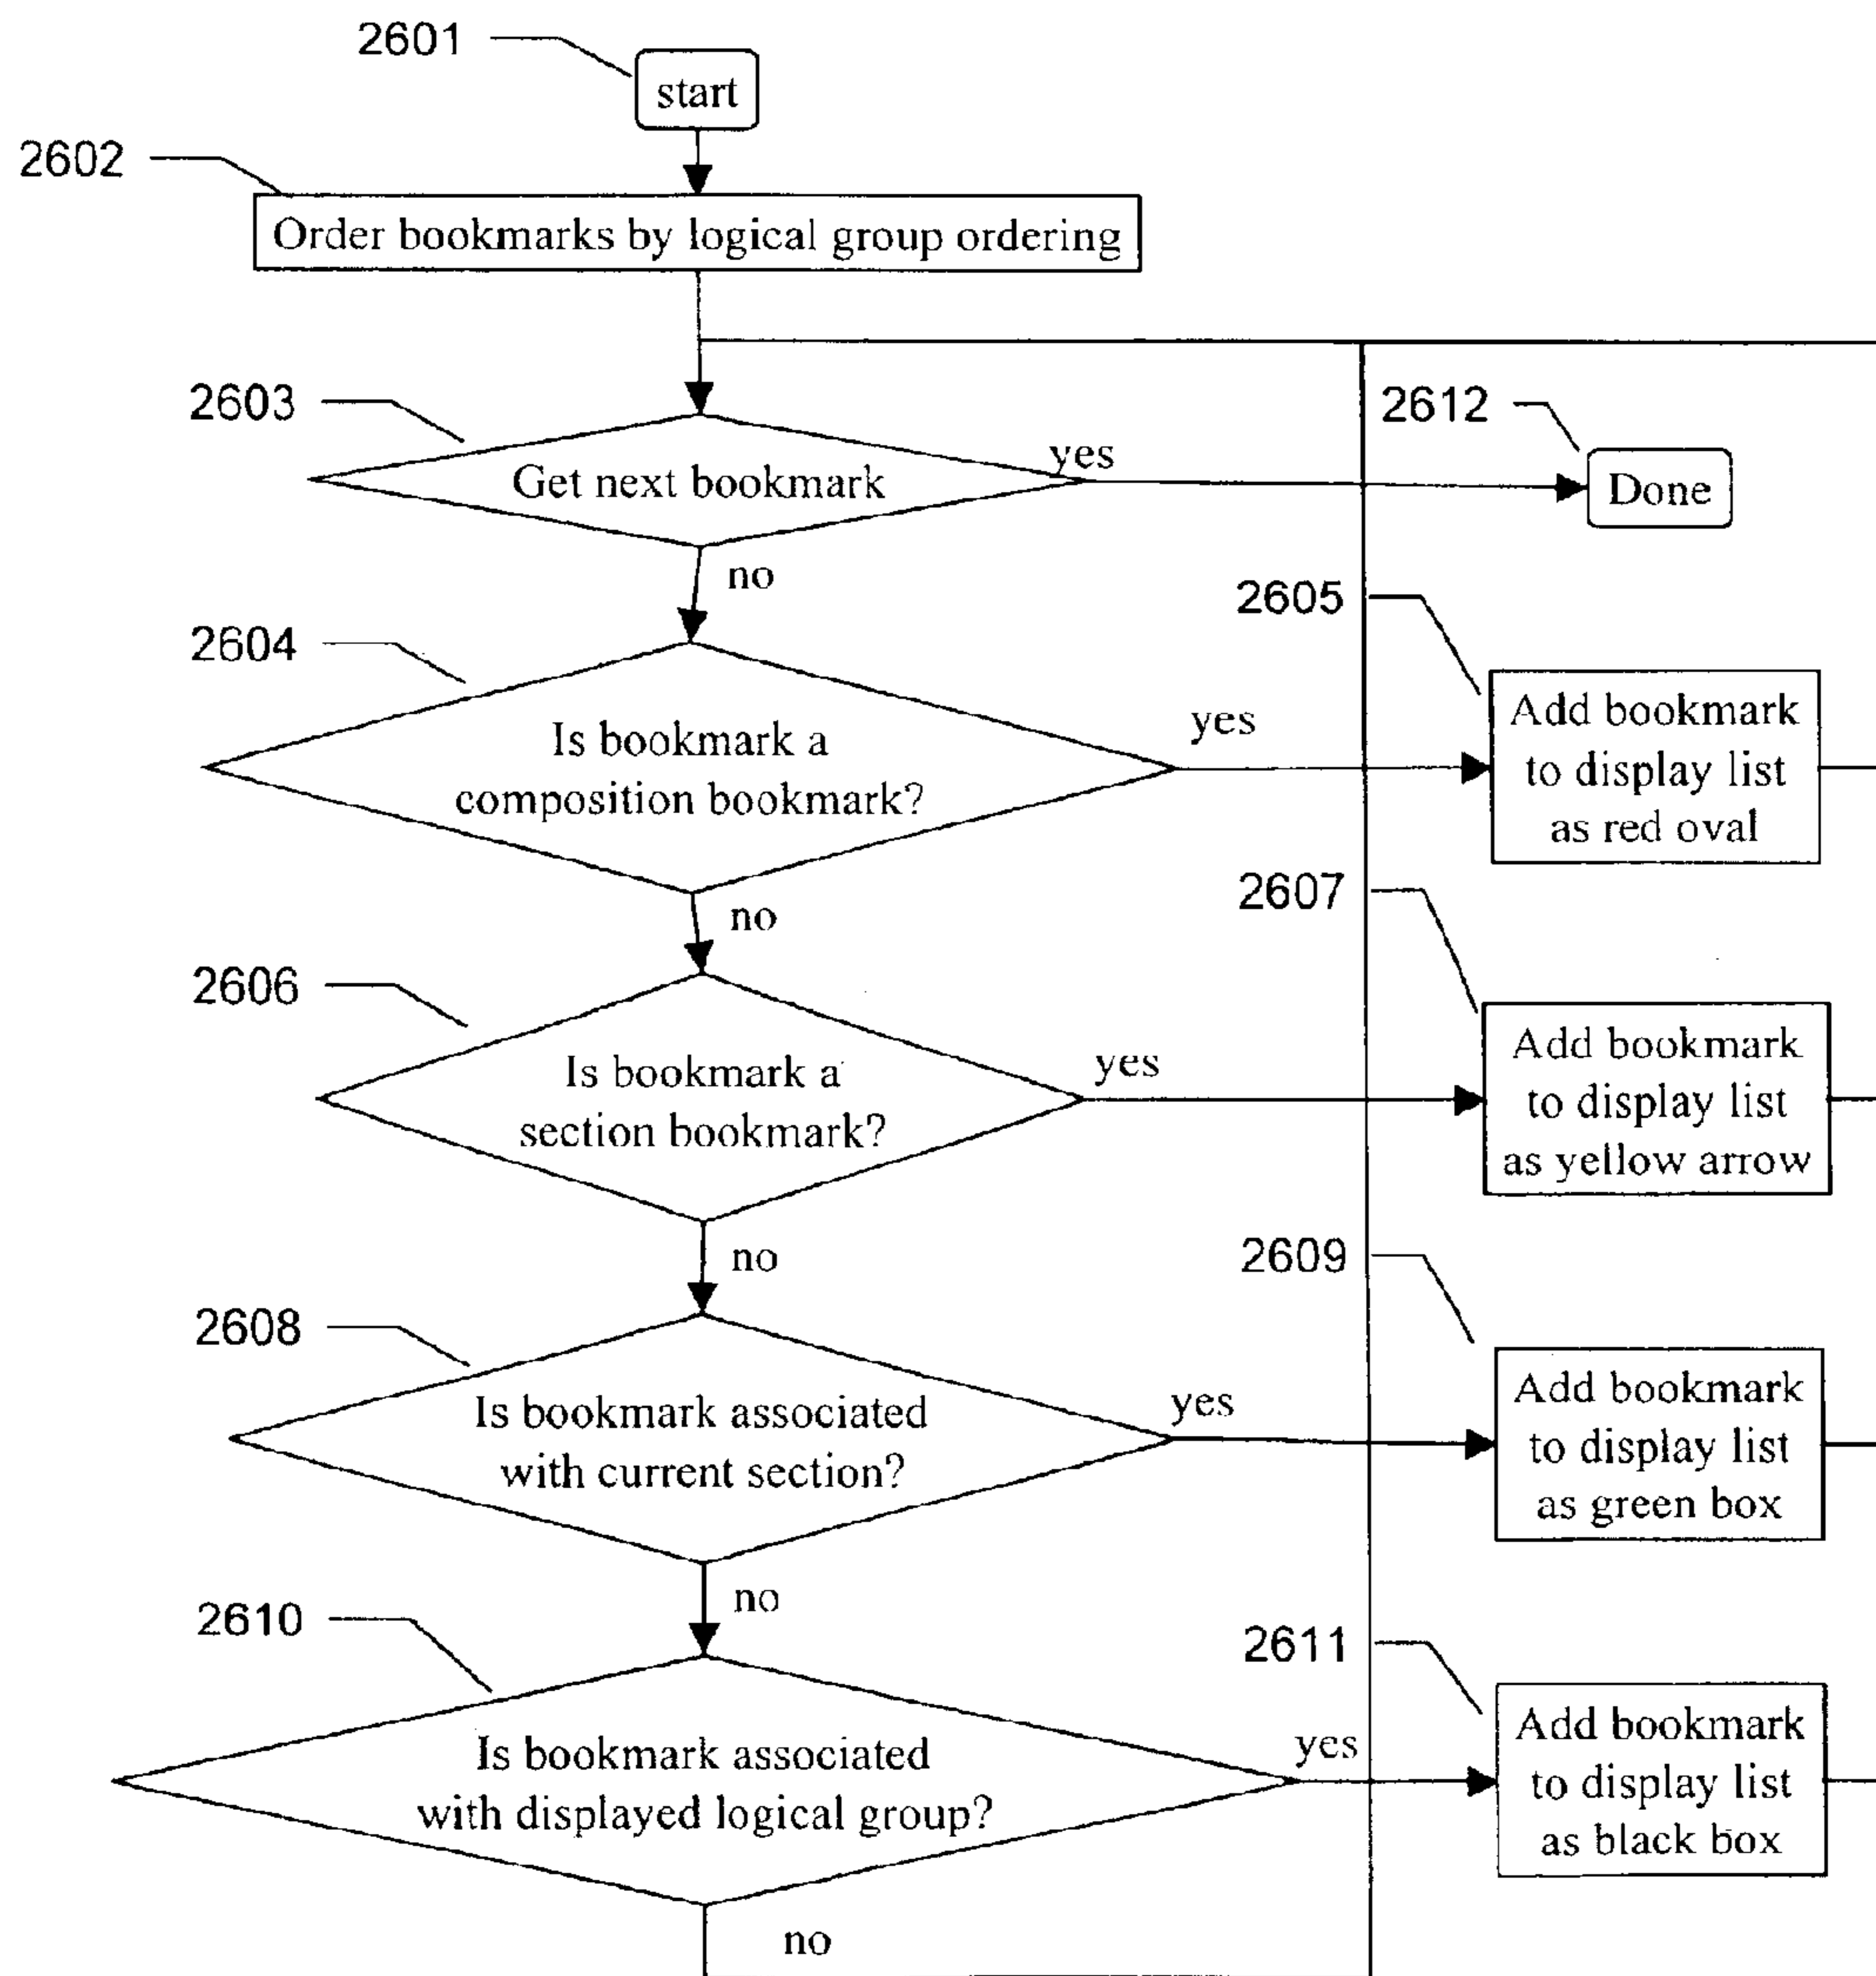 2601
start
2602
Order bookmarks by logical group ordering
2603
Get next bookmark
yes
2612
Done
no
2604
Is bookmark a
composition bookmark?
yes
2605
Add bookmark
to display list
as red oval
no
2606
Is bookmark a
section bookmark?
yes
2607
Add bookmark
to display list
as yellow arrow
no
2608
Is bookmark associated
with current section?
yes
2609
Add bookmark
to display list
as green box
no
2610
Is bookmark associated
with displayed logical group?
yes
2611
Add bookmark
to display list
as black box
no